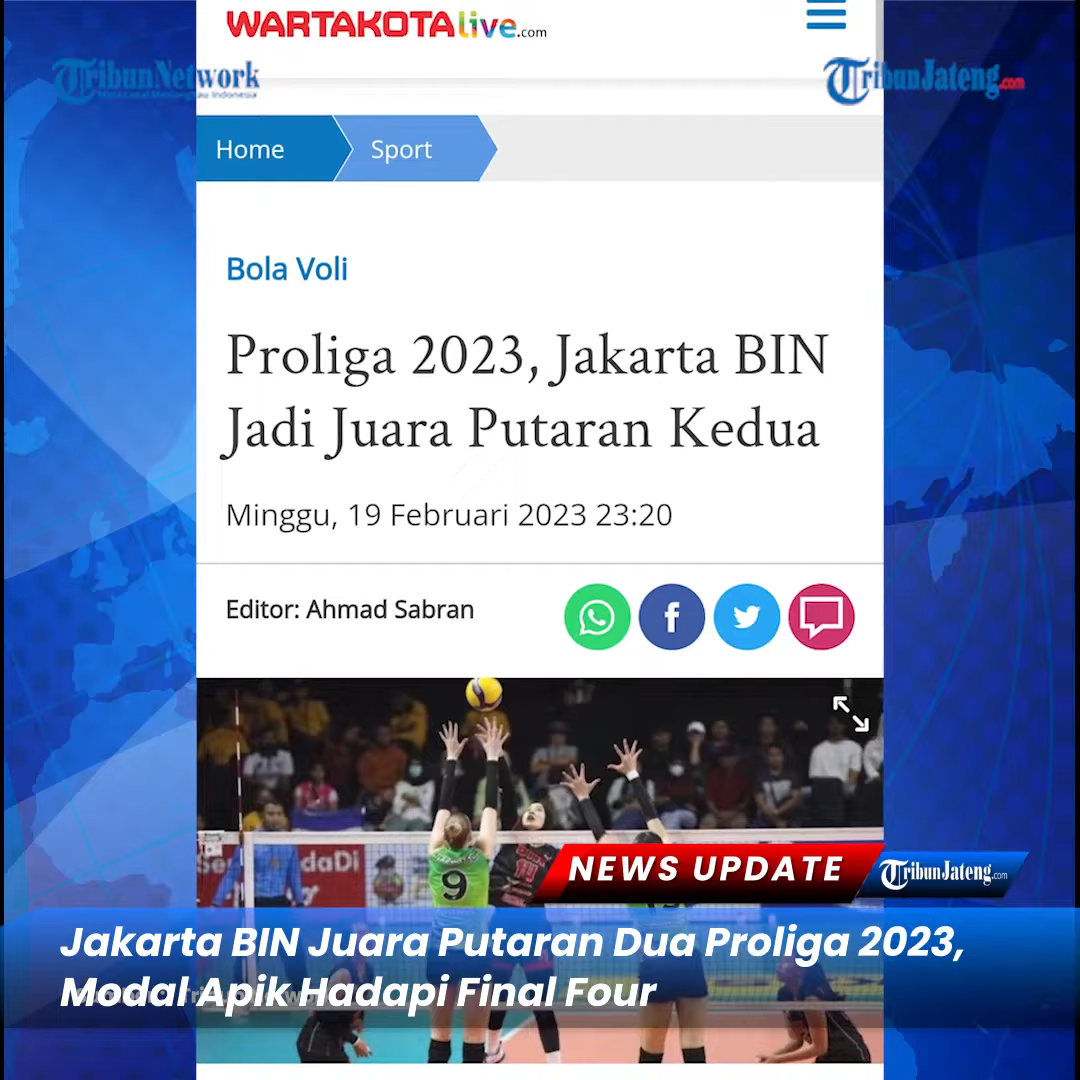 WARTAKOTAlive.com
TribunNetwork
TribunJateng.com
Home
Sport
Bola Voli
Proliga 2023, Jakarta BIN
Jadi Juara Putaran Kedua
Minggu, 19 Februari 2023 23:20
Editor: Ahmad Sabran
9
NEWS UPDATE
TribunJateng.com
Jakarta BIN Juara Putaran Dua Proliga 2023,
Modal Apik Hadapi Final Four